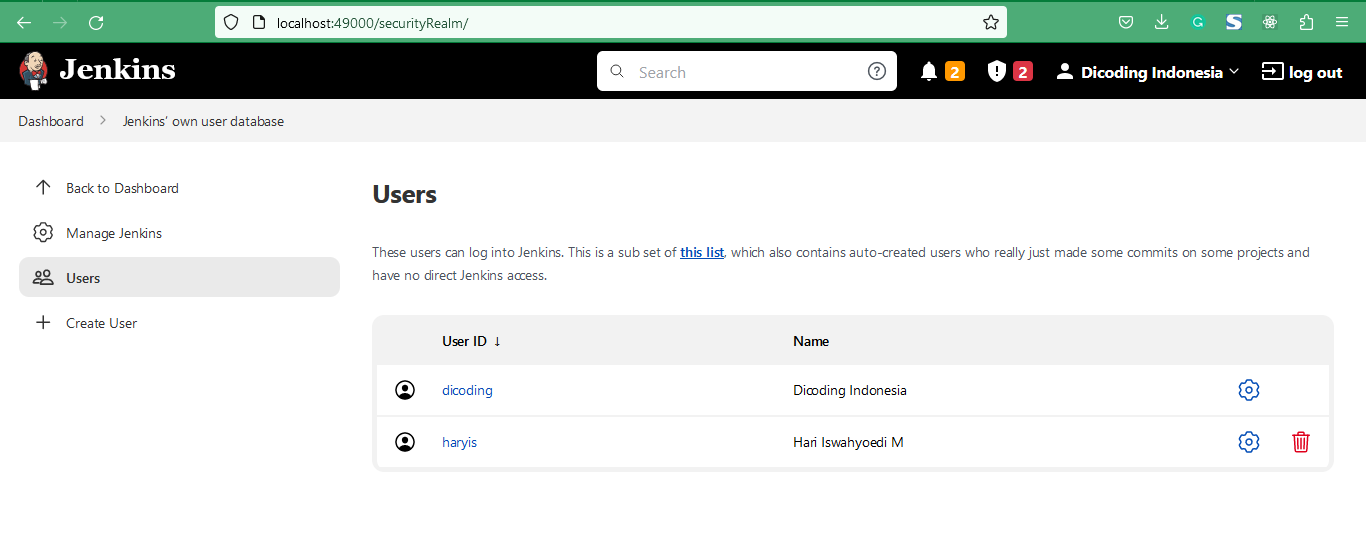 localhost:49000/securityRealm/
Jenkins
Search
2
2
Dicoding Indonesia
log out
Dashboard
Jenkins' own user database
Back to Dashboard
Manage Jenkins
Users
Create User
Users
These users can log into Jenkins. This is a sub set of this list, which also contains auto-created users who really just made some commits on some projects and
have no direct Jenkins access.
User ID ↓ Name
dicoding Dicoding Indonesia
haryis Hari Iswahyoedi M